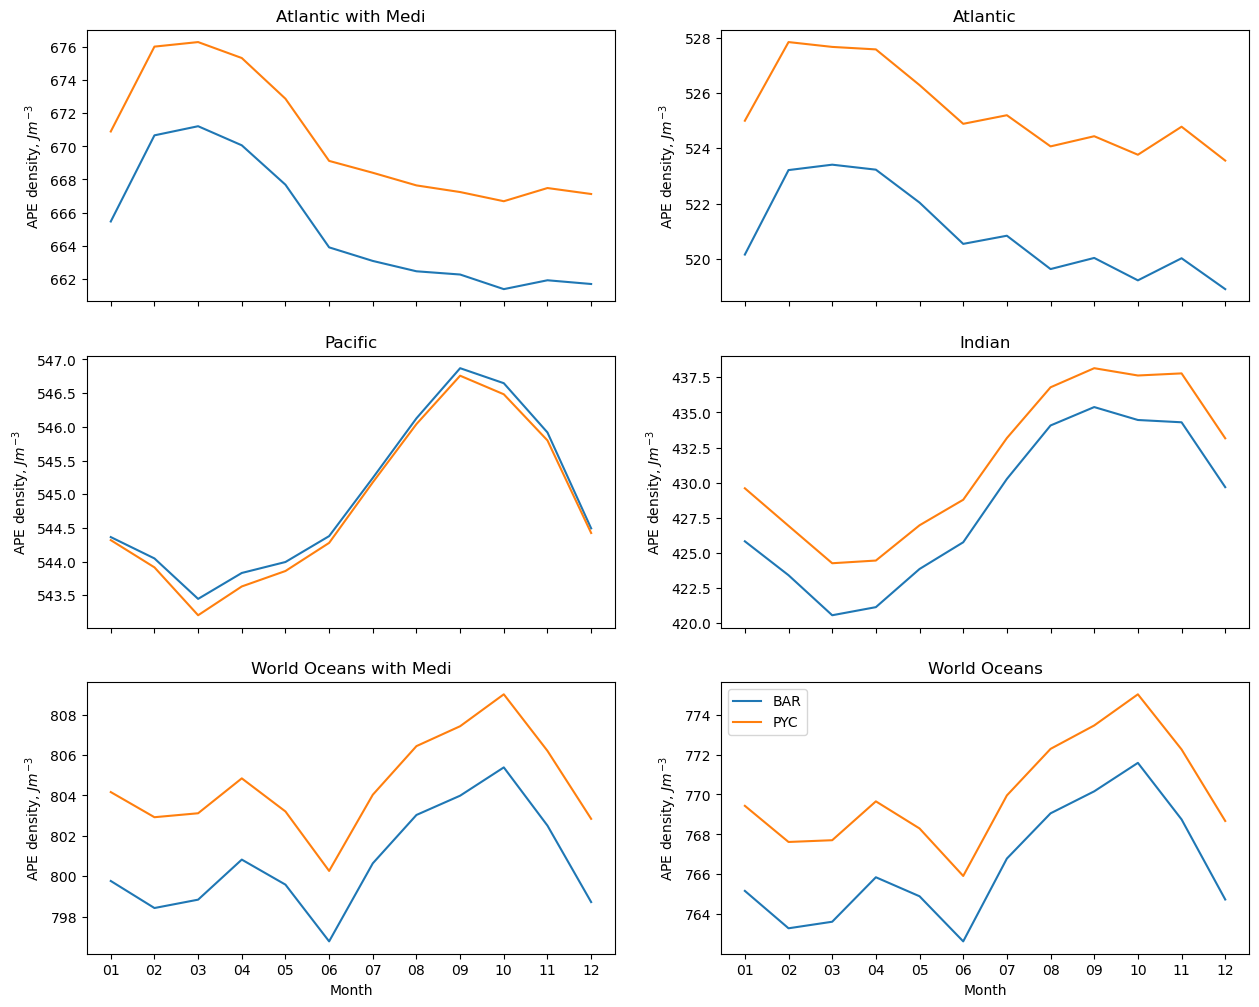 Atlantic with Medi
APE density, Jm⁻³
676
674
672
670
668
666
664
662
Atlantic
APE density, Jm⁻³
528
526
524
522
520
Pacific
APE density, Jm⁻³
547.0
546.5
546.0
545.5
545.0
544.5
544.0
543.5
Indian
APE density, Jm⁻³
437.5
435.0
432.5
430.0
427.5
425.0
422.5
420.0
World Oceans with Medi
APE density, Jm⁻³
808
806
804
802
800
798
01 02 03 04 05 06 07 08 09 10 11 12
Month
World Oceans
BAR
PYC
APE density, Jm⁻³
774
772
770
768
766
764
01 02 03 04 05 06 07 08 09 10 11 12
Month